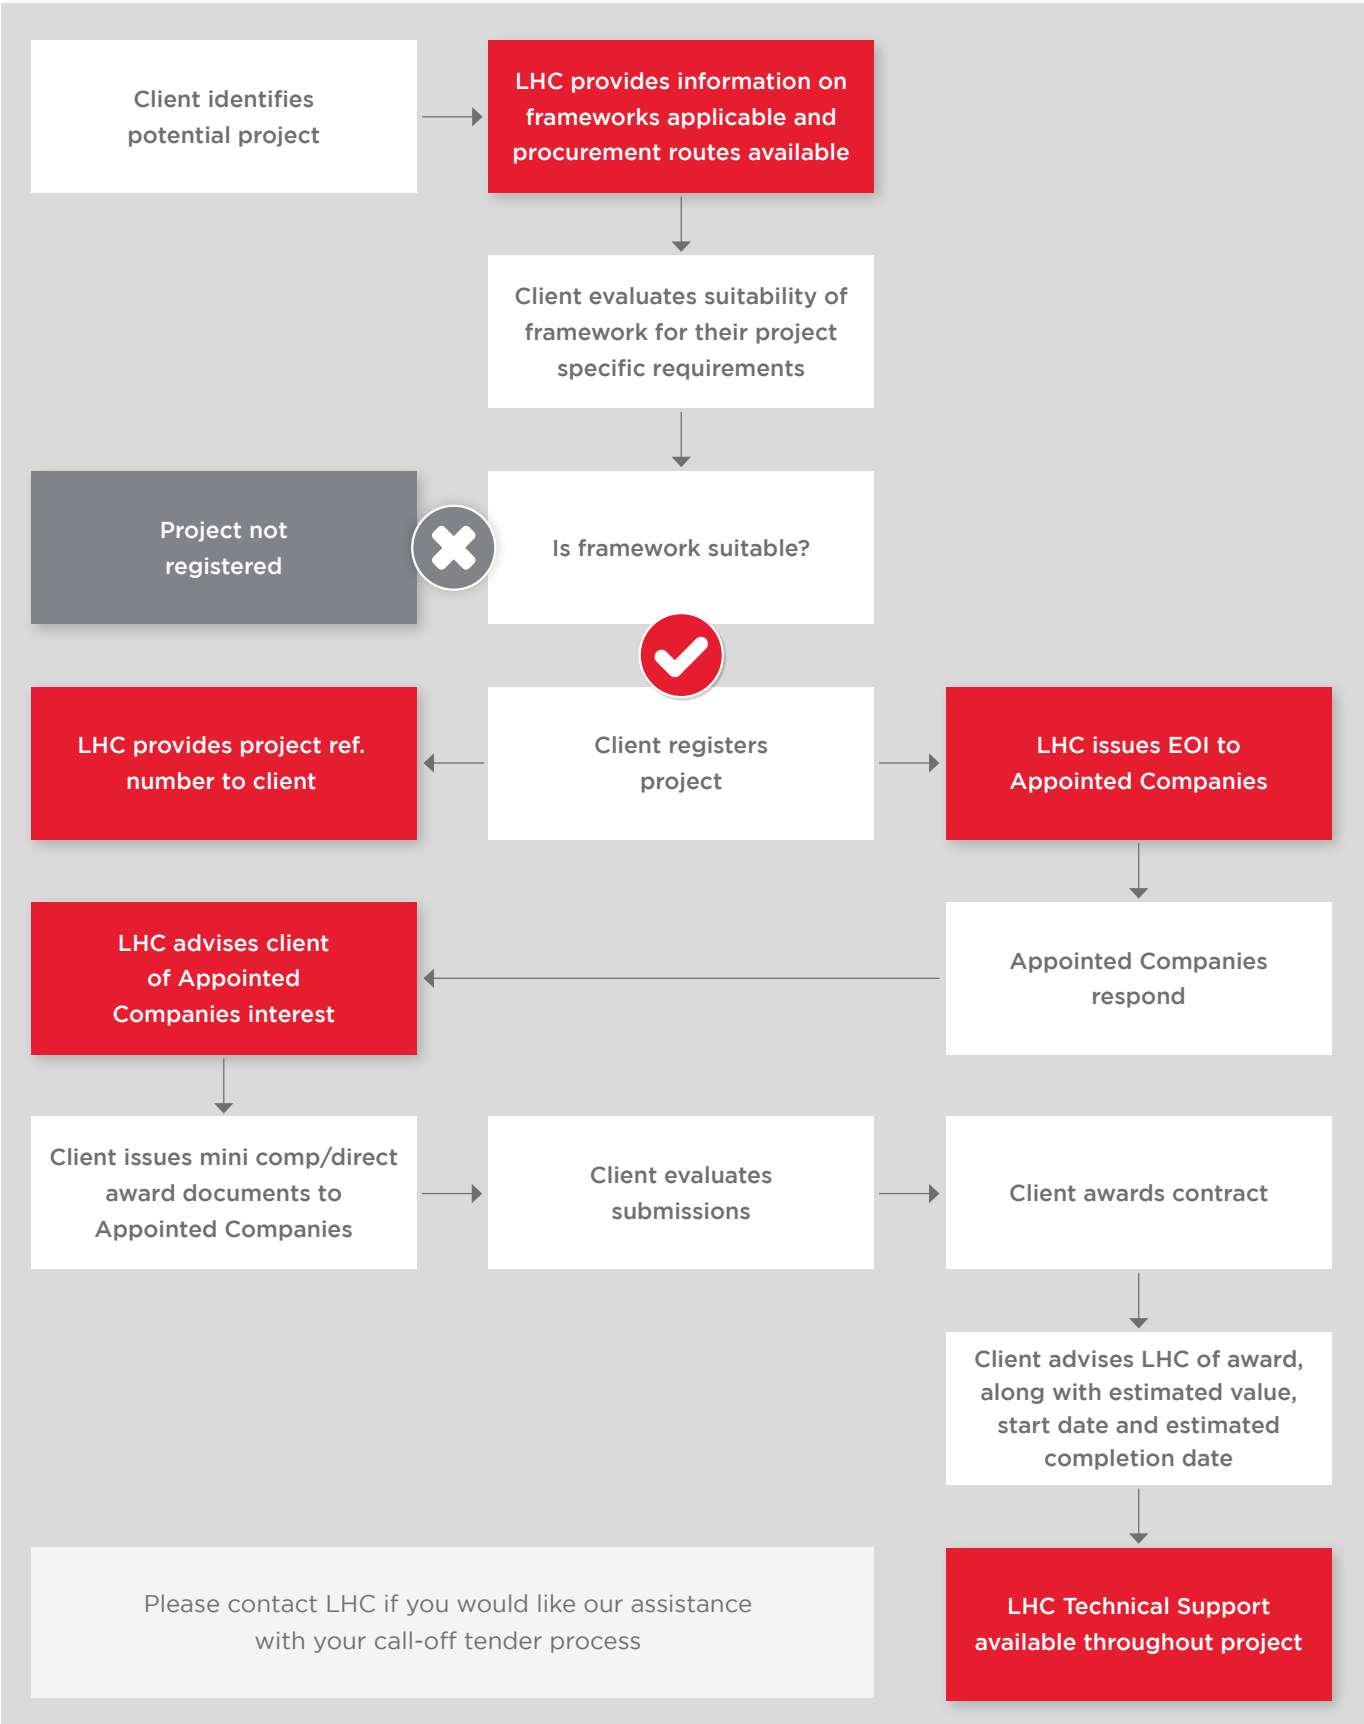 Client identifies
potential project
LHC provides information on
frameworks applicable and
procurement routes available
Client evaluates suitability of
framework for their project
specific requirements
Project not
registered
Is framework suitable?
LHC provides project ref.
number to client
Client registers
project
LHC issues EOI to
Appointed Companies
LHC advises client
of Appointed
Companies interest
Appointed Companies
respond
Client issues mini comp/direct
award documents to
Appointed Companies
Client evaluates
submissions
Client awards contract
Client advises LHC of award,
along with estimated value,
start date and estimated
completion date
Please contact LHC if you would like our assistance
with your call-off tender process
LHC Technical Support
available throughout project